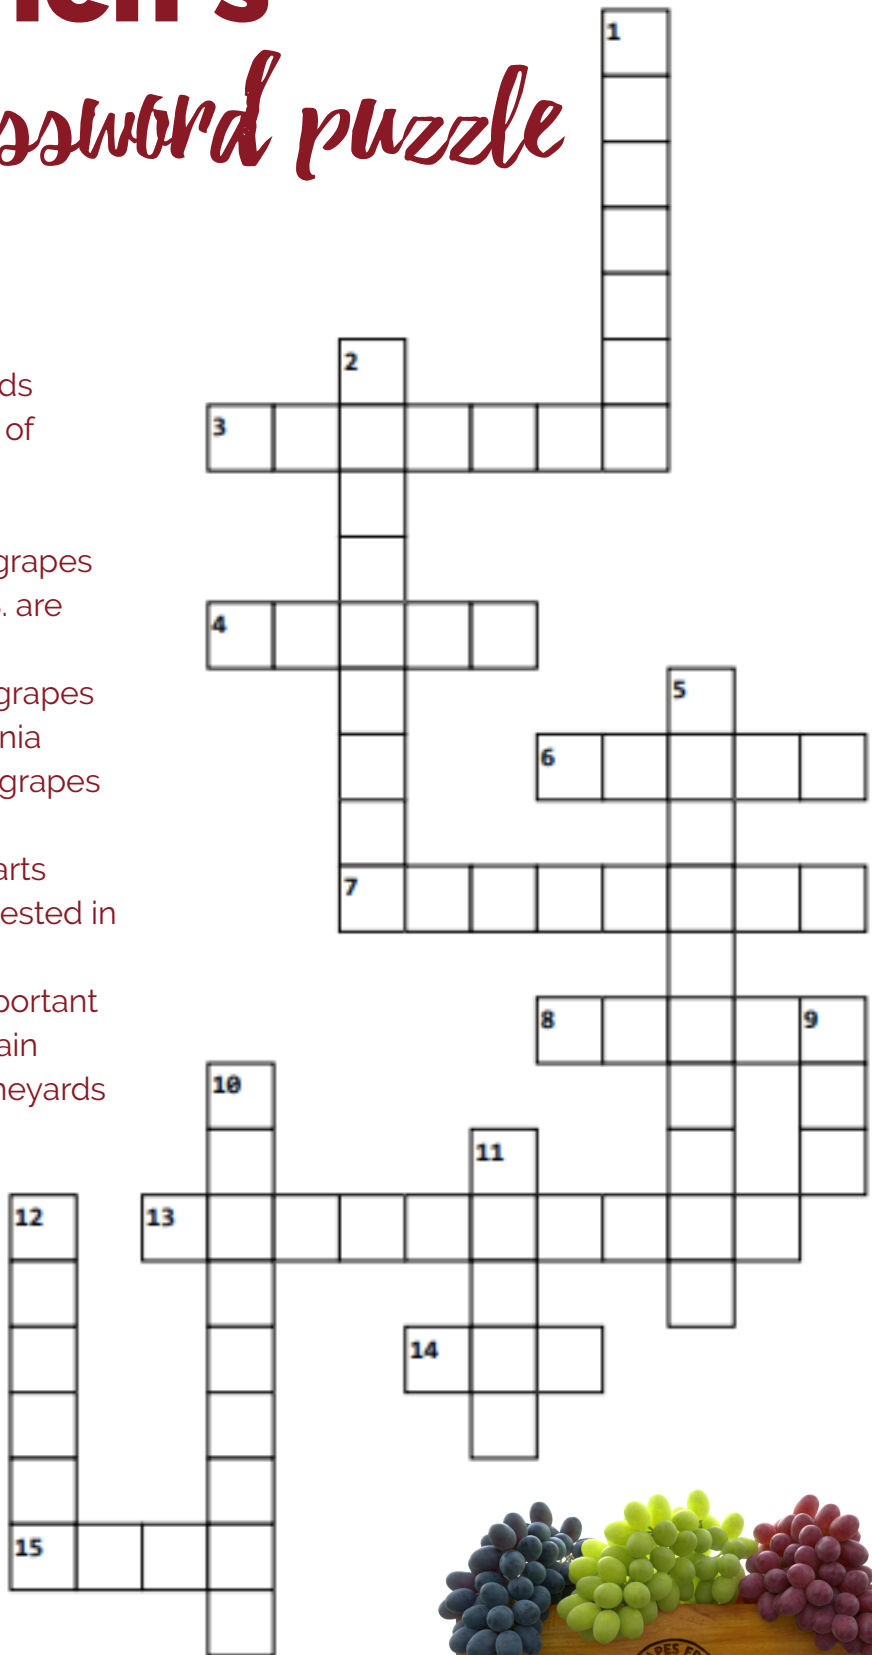 ssword puzzle
1
2
ds
3
of
grapes
4
. are
5
grapes
nia
6
grapes
arts
7
ested in
portant
8
9
ain
10
neyards
11
12
13
14
15